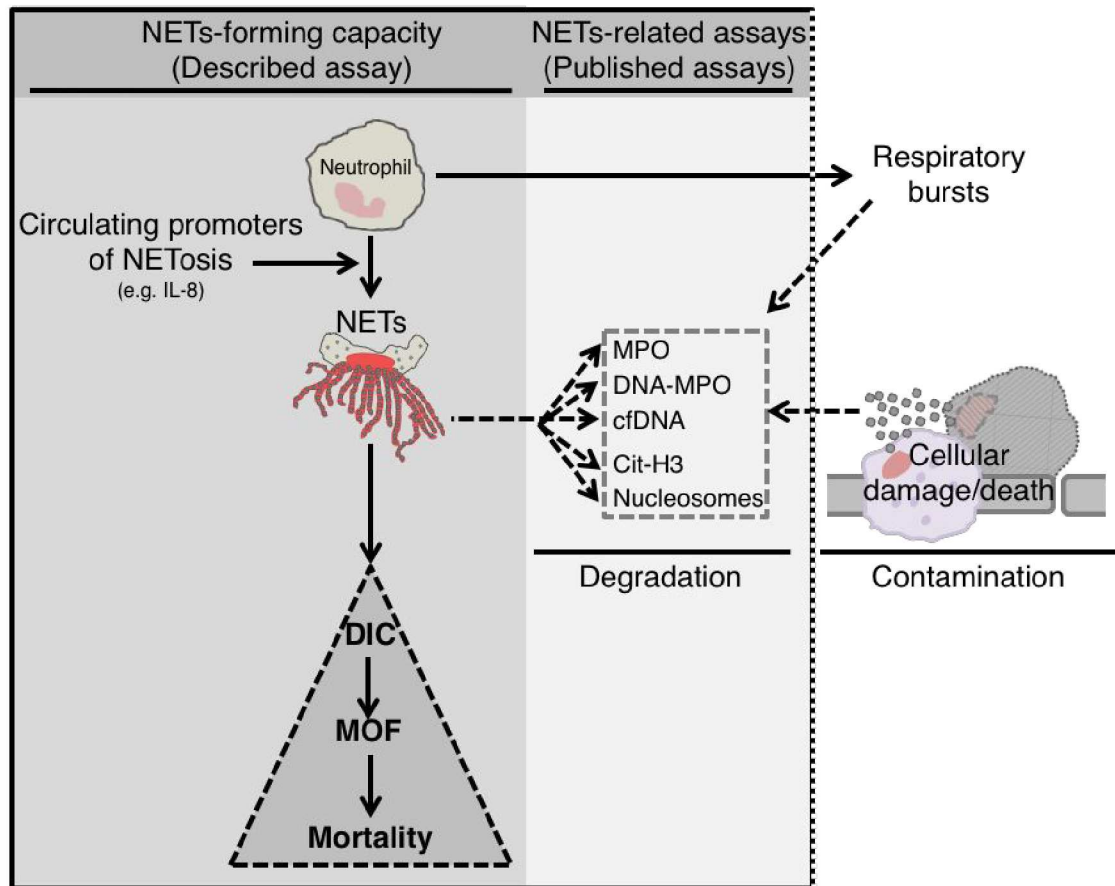 NETs-forming capacity
(Described assay)
NETs-related assays
(Published assays)
Neutrophil
Respiratory
bursts
Circulating promoters
of NETosis
(e.g. IL-8)
NETs
MPO
DNA-MPO
cfDNA
Cit-H3
Nucleosomes
Cellular
damage/death
Degradation
Contamination
DIC
MOF
Mortality